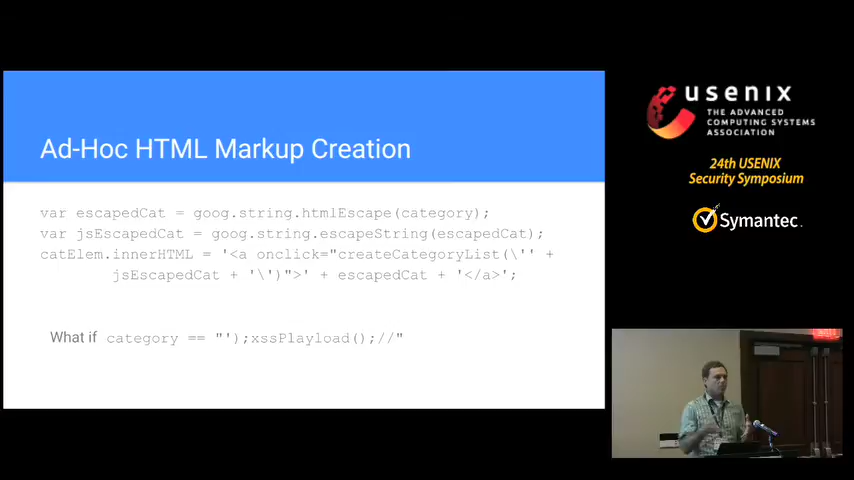 Ad-Hoc HTML Markup Creation
var escapedCat = goog.string.htmlEscape(category);
var jsEscapedCat = goog.string.escapeString(escapedCat);
catElem.innerHTML = '<a onclick="createCategoryList(\'' +
jsEscapedCat + '\')">' + escapedCat + '</a>';
What if category == "');xssPlayload();//"
usenix
THE ADVANCED
COMPUTING SYSTEMS
ASSOCIATION
24th USENIX
Security Symposium
Symantec.